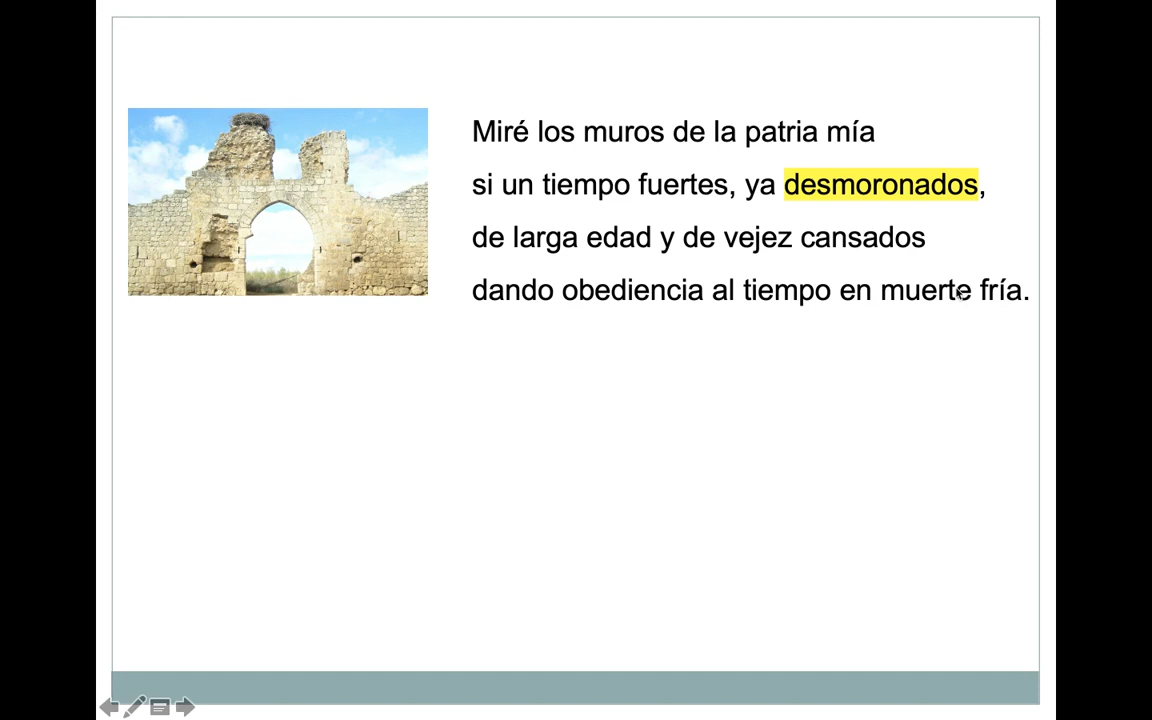 Miré los muros de la patria mía
si un tiempo fuertes, ya desmoronados,
de larga edad y de vejez cansados
dando obediencia al tiempo en muerte fría.